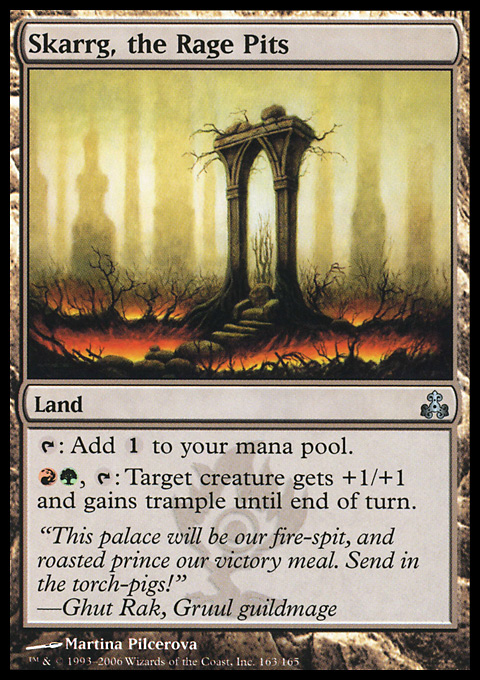 Skarrg, the Rage Pits
Land
: Add 1 to your mana pool.
, : Target creature gets +1/+1
and gains trample until end of turn.
“This palace will be our fire-spit, and
roasted prince our victory meal. Send in
the torch-pigs!”
—Ghut Rak, Gruul guildmage
Martina Pilcerova
™ & © 1993–2006 Wizards of the Coast, Inc. 163/165